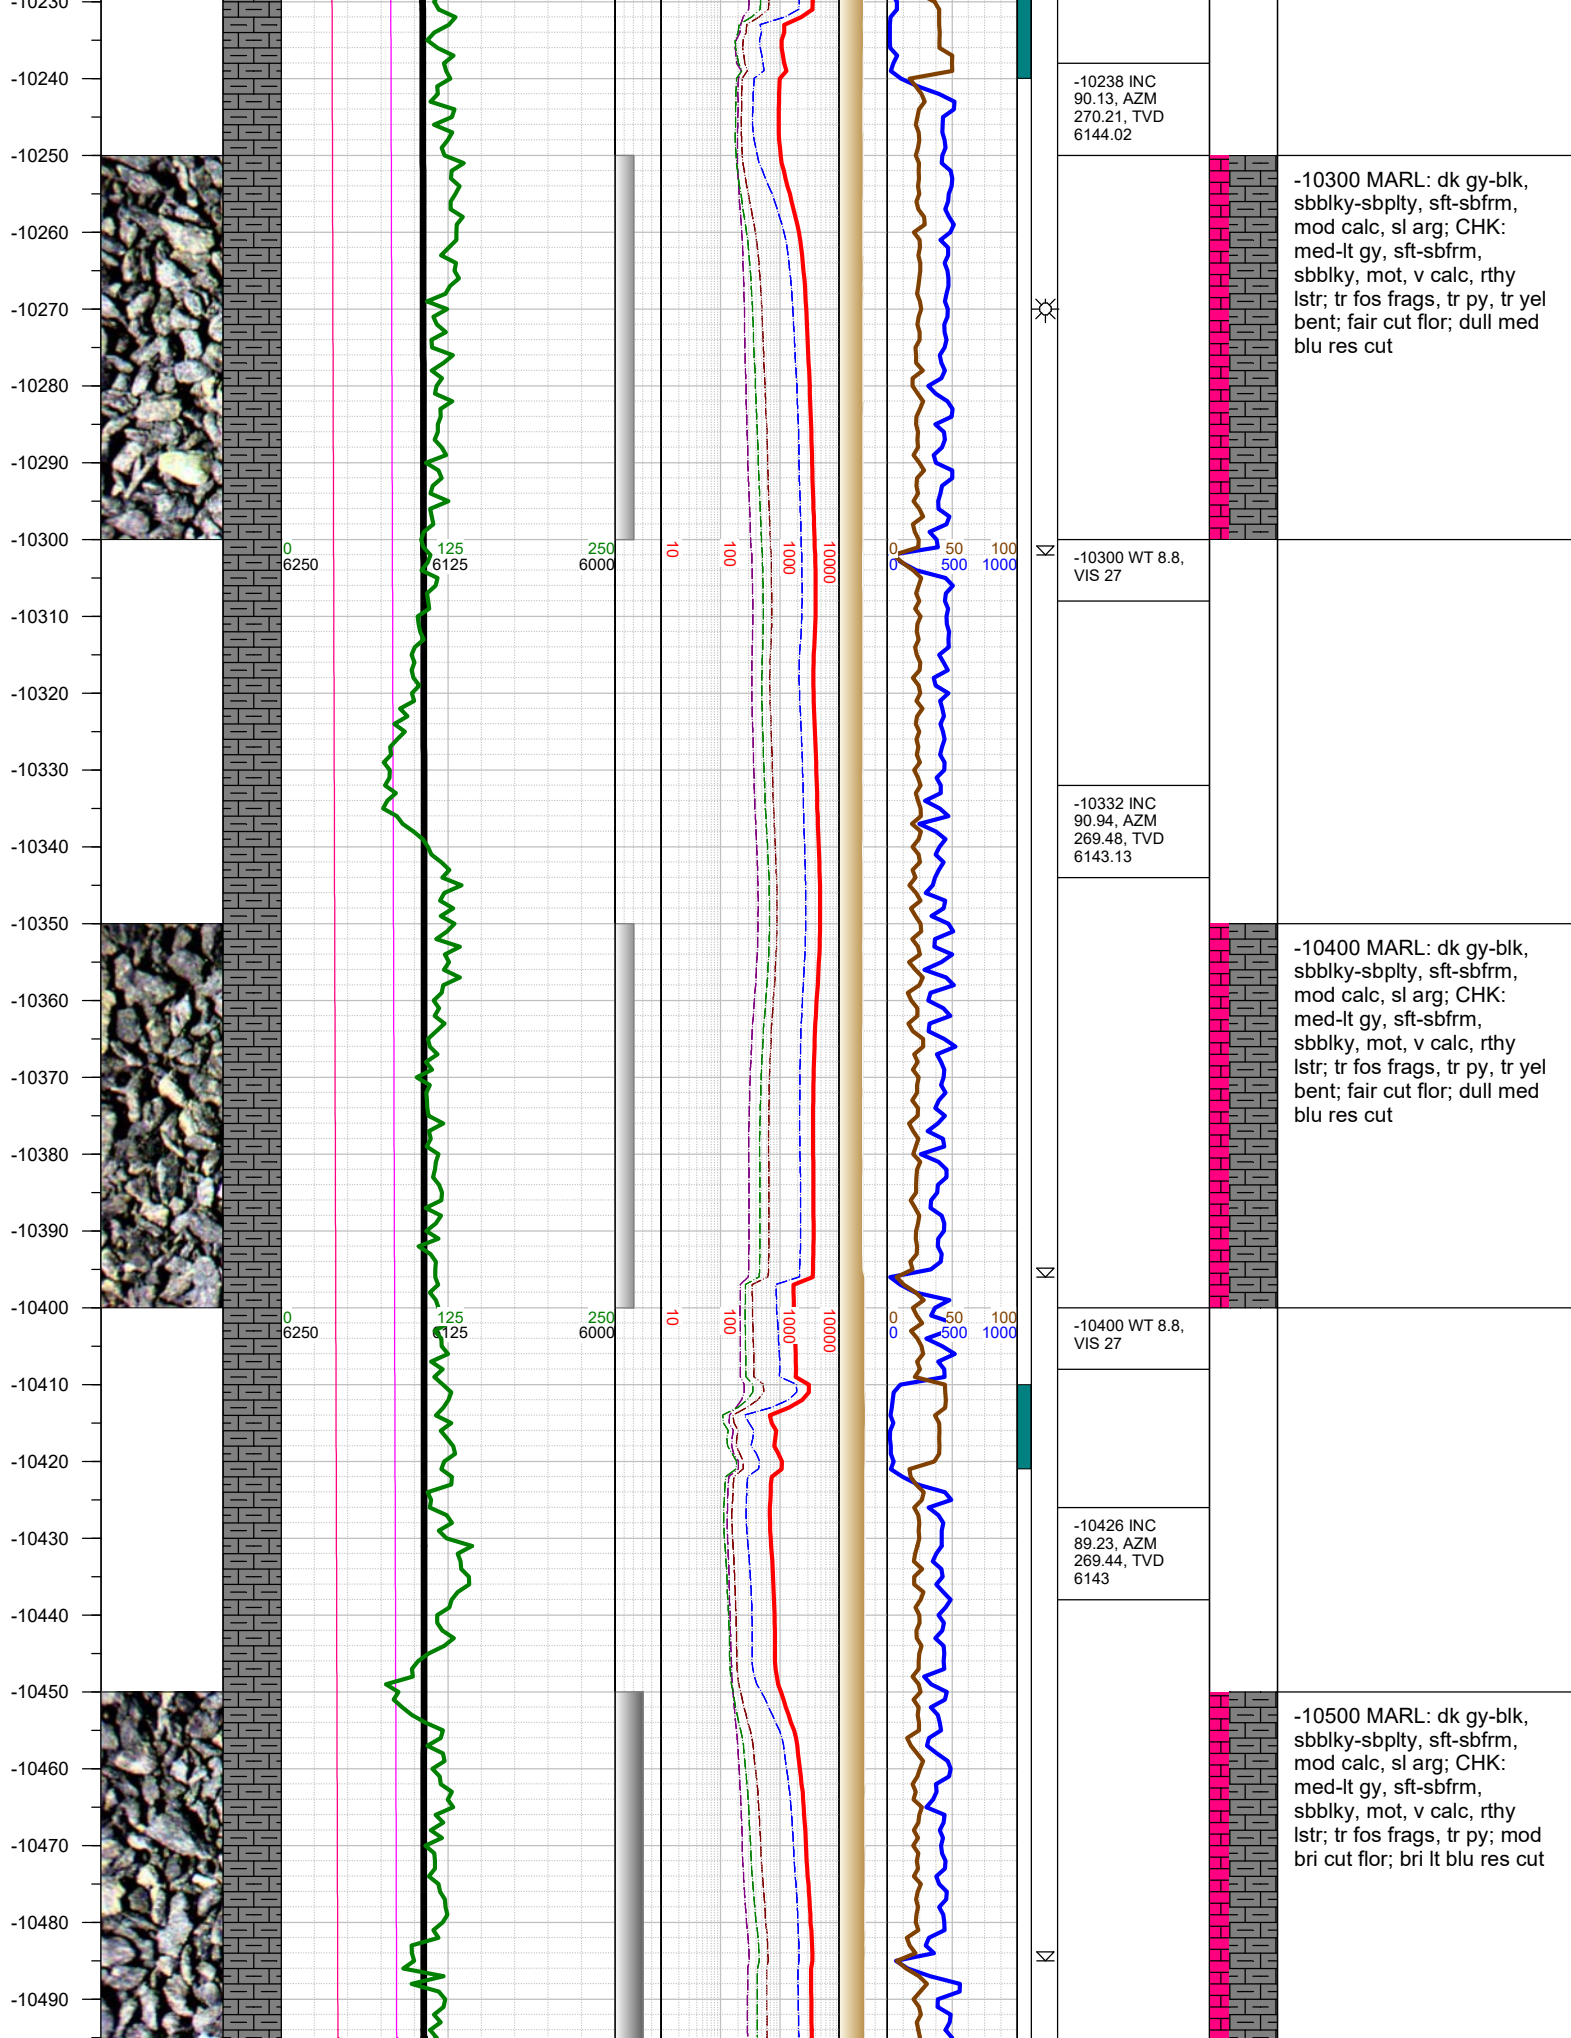 -10230
-10240
-10238 INC
90.13, AZM
270.21, TVD
6144.02
-10250
-10300 MARL: dk gy-blk,
sbblky-sbplty, sft-sbfrm,
mod calc, sl arg; CHK:
med-lt gy, sft-sbfrm,
sbblky, mot, v calc, rthy
lstr; tr fos frags, tr py, tr yel
bent; fair cut flor; dull med
blu res cut
-10260
-10270
-10280
-10290
-10300
0 125 250
6250 6125 6000
10 100 1000 10000
0 50 100
0 500 1000
-10300 WT 8.8,
VIS 27
-10310
-10320
-10330
-10332 INC
90.94, AZM
269.48, TVD
6143.13
-10340
-10350
-10400 MARL: dk gy-blk,
sbblky-sbplty, sft-sbfrm,
mod calc, sl arg; CHK:
med-lt gy, sft-sbfrm,
sbblky, mot, v calc, rthy
lstr; tr fos frags, tr py, tr yel
bent; fair cut flor; dull med
blu res cut
-10360
-10370
-10380
-10390
-10400
0 125 250
6250 6125 6000
10 100 1000 10000
0 50 100
0 500 1000
-10400 WT 8.8,
VIS 27
-10410
-10420
-10430
-10426 INC
89.23, AZM
269.44, TVD
6143
-10440
-10450
-10500 MARL: dk gy-blk,
sbblky-sbplty, sft-sbfrm,
mod calc, sl arg; CHK:
med-lt gy, sft-sbfrm,
sbblky, mot, v calc, rthy
lstr; tr fos frags, tr py; mod
bri cut flor; bri lt blu res cut
-10460
-10470
-10480
-10490